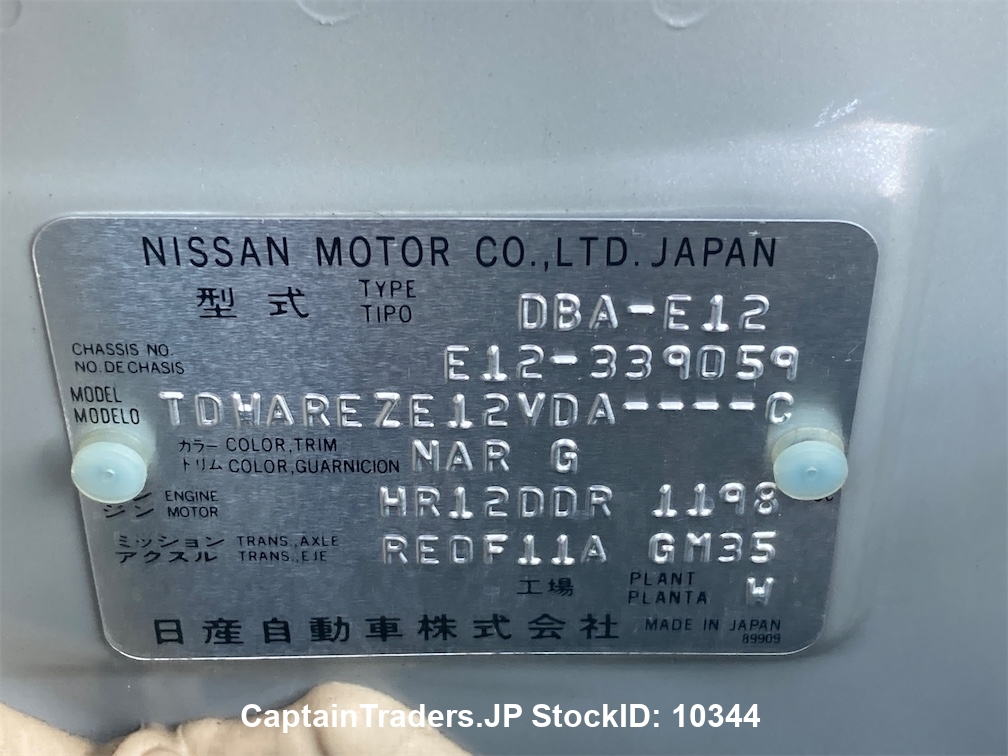 NISSAN MOTOR CO.,LTD. JAPAN
型式 TYPE TIPO DBA-E12
CHASSIS NO. NO. DE CHASIS E12-339059
MODEL MODELO TDHAREZE12VDA----C
カラー COLOR, TRIM
トリム COLOR, GUARNICION NAR G
ENGINE
ジン MOTOR HR12DDR 1198
ミッション TRANS., AXLE
アクスル TRANS., EJE RE0F11A GM35
工場 PLANT PLANTA W
日産自動車株式会社 MADE IN JAPAN
89909
CaptainTraders.JP StockID: 10344